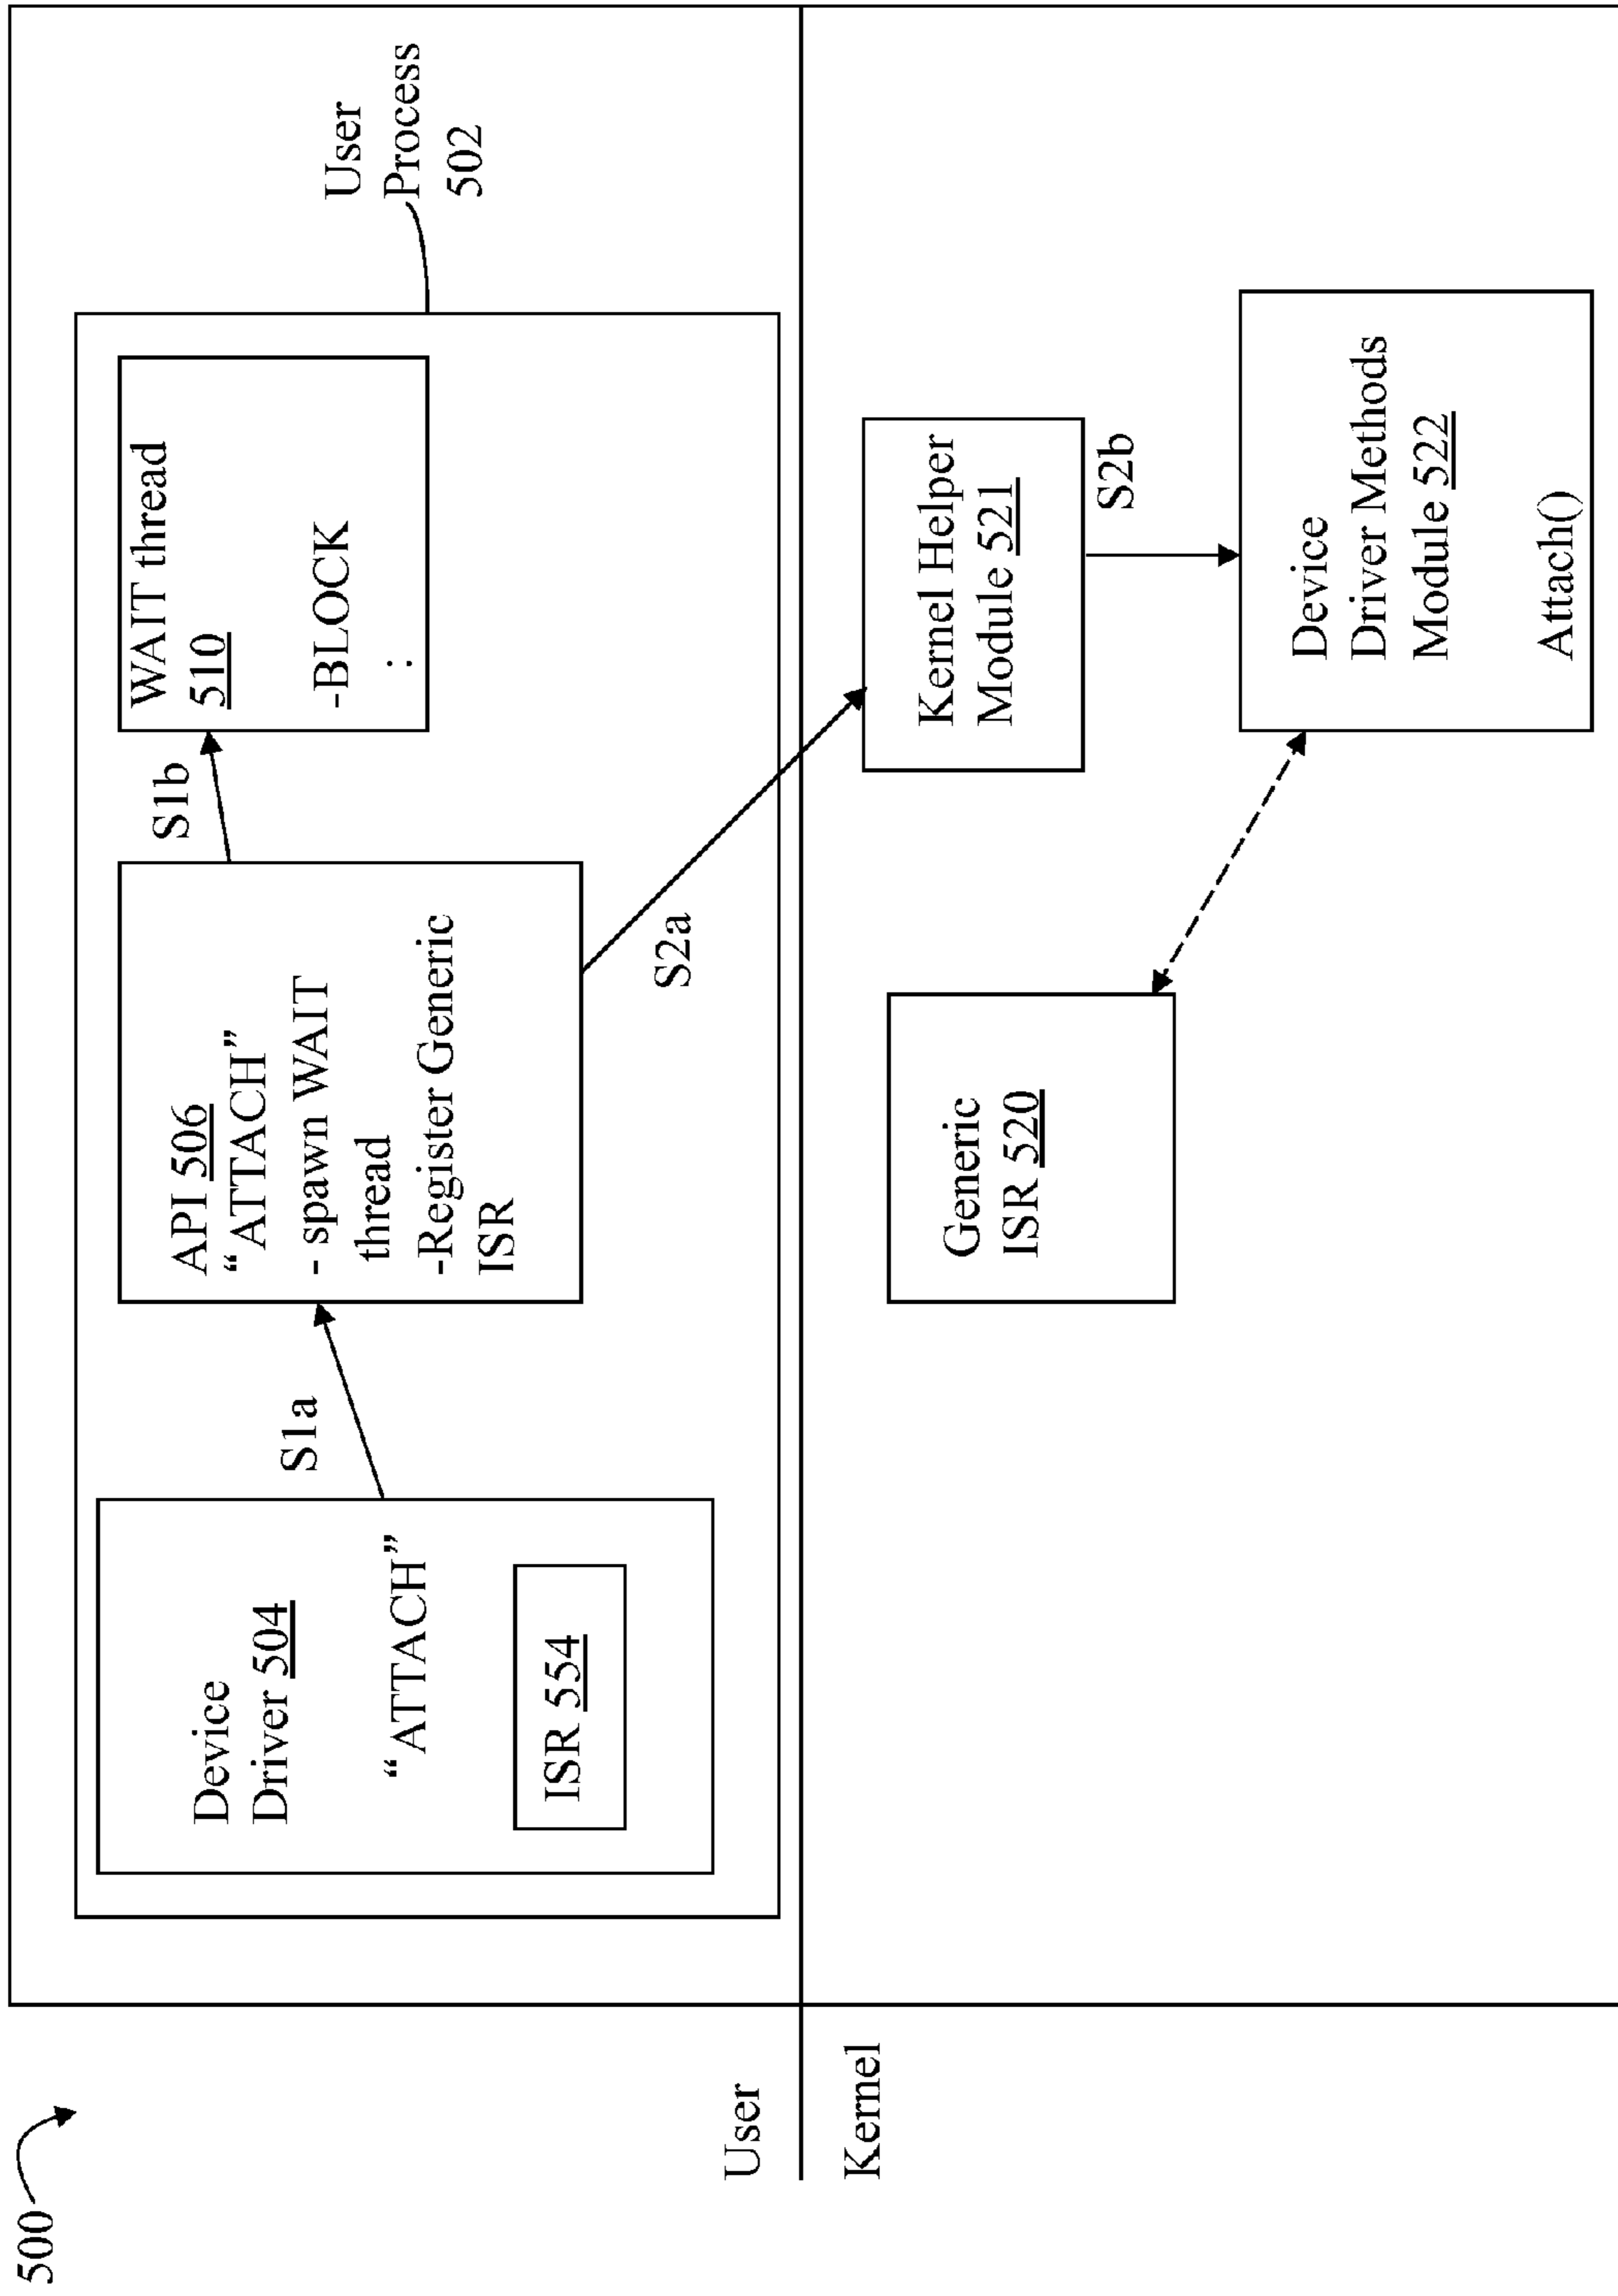 500
User
Kernel
Device
Driver 504
“ATTACH”
ISR 554
S1a
API 506
“ATTACH”
- spawn WAIT
thread
-Register Generic
ISR
S1b
WAIT thread
510
-BLOCK
:
User
Process
502
S2a
Generic
ISR 520
Kernel Helper
Module 521
S2b
Device
Driver Methods
Module 522
Attach()